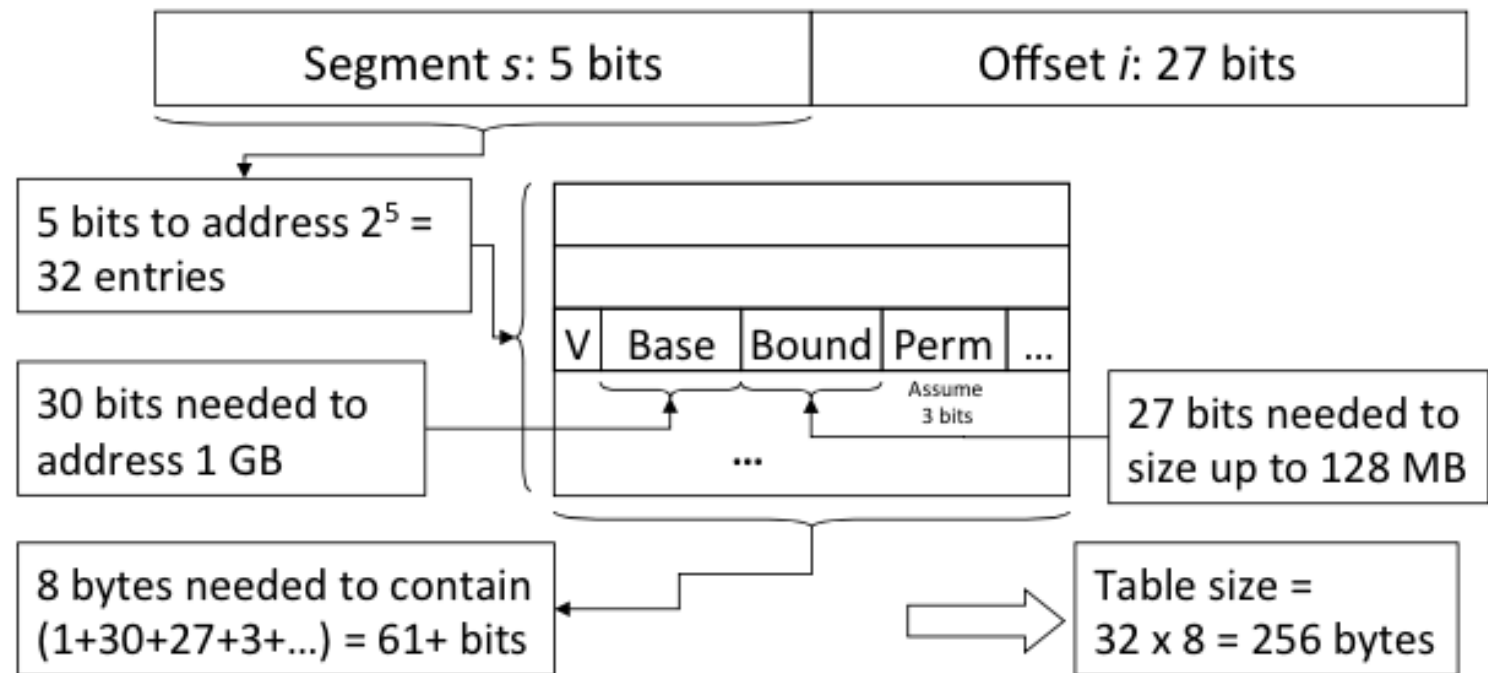 Segment s: 5 bits
Offset i: 27 bits
5 bits to address 2⁵ =
32 entries
V
Base
Bound
Perm
...
Assume
3 bits
30 bits needed to
address 1 GB
...
27 bits needed to
size up to 128 MB
8 bytes needed to contain
(1+30+27+3+...) = 61+ bits
Table size =
32 x 8 = 256 bytes